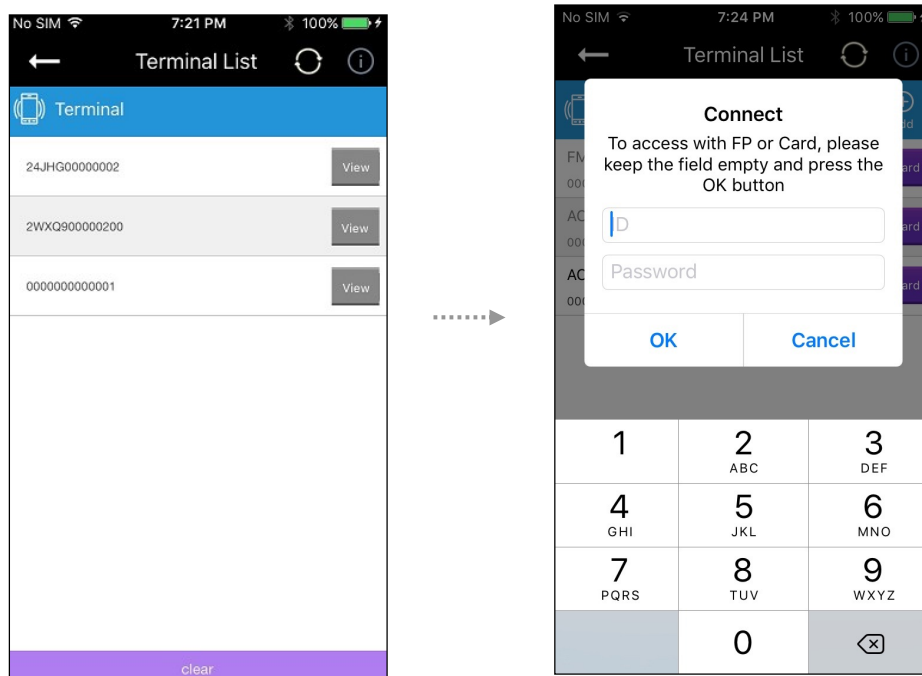 No SIM 7:21 PM 100%
Terminal List
Terminal
24JHG00000002 View
2WXQ900000200 View
0000000000001 View
clear
No SIM 7:24 PM 100%
Terminal List
Connect
To access with FP or Card, please
keep the field empty and press the
OK button
ID
Password
OK Cancel
1 2 3
ABC DEF
4 5 6
GHI JKL MNO
7 8 9
PQRS TUV WXYZ
0